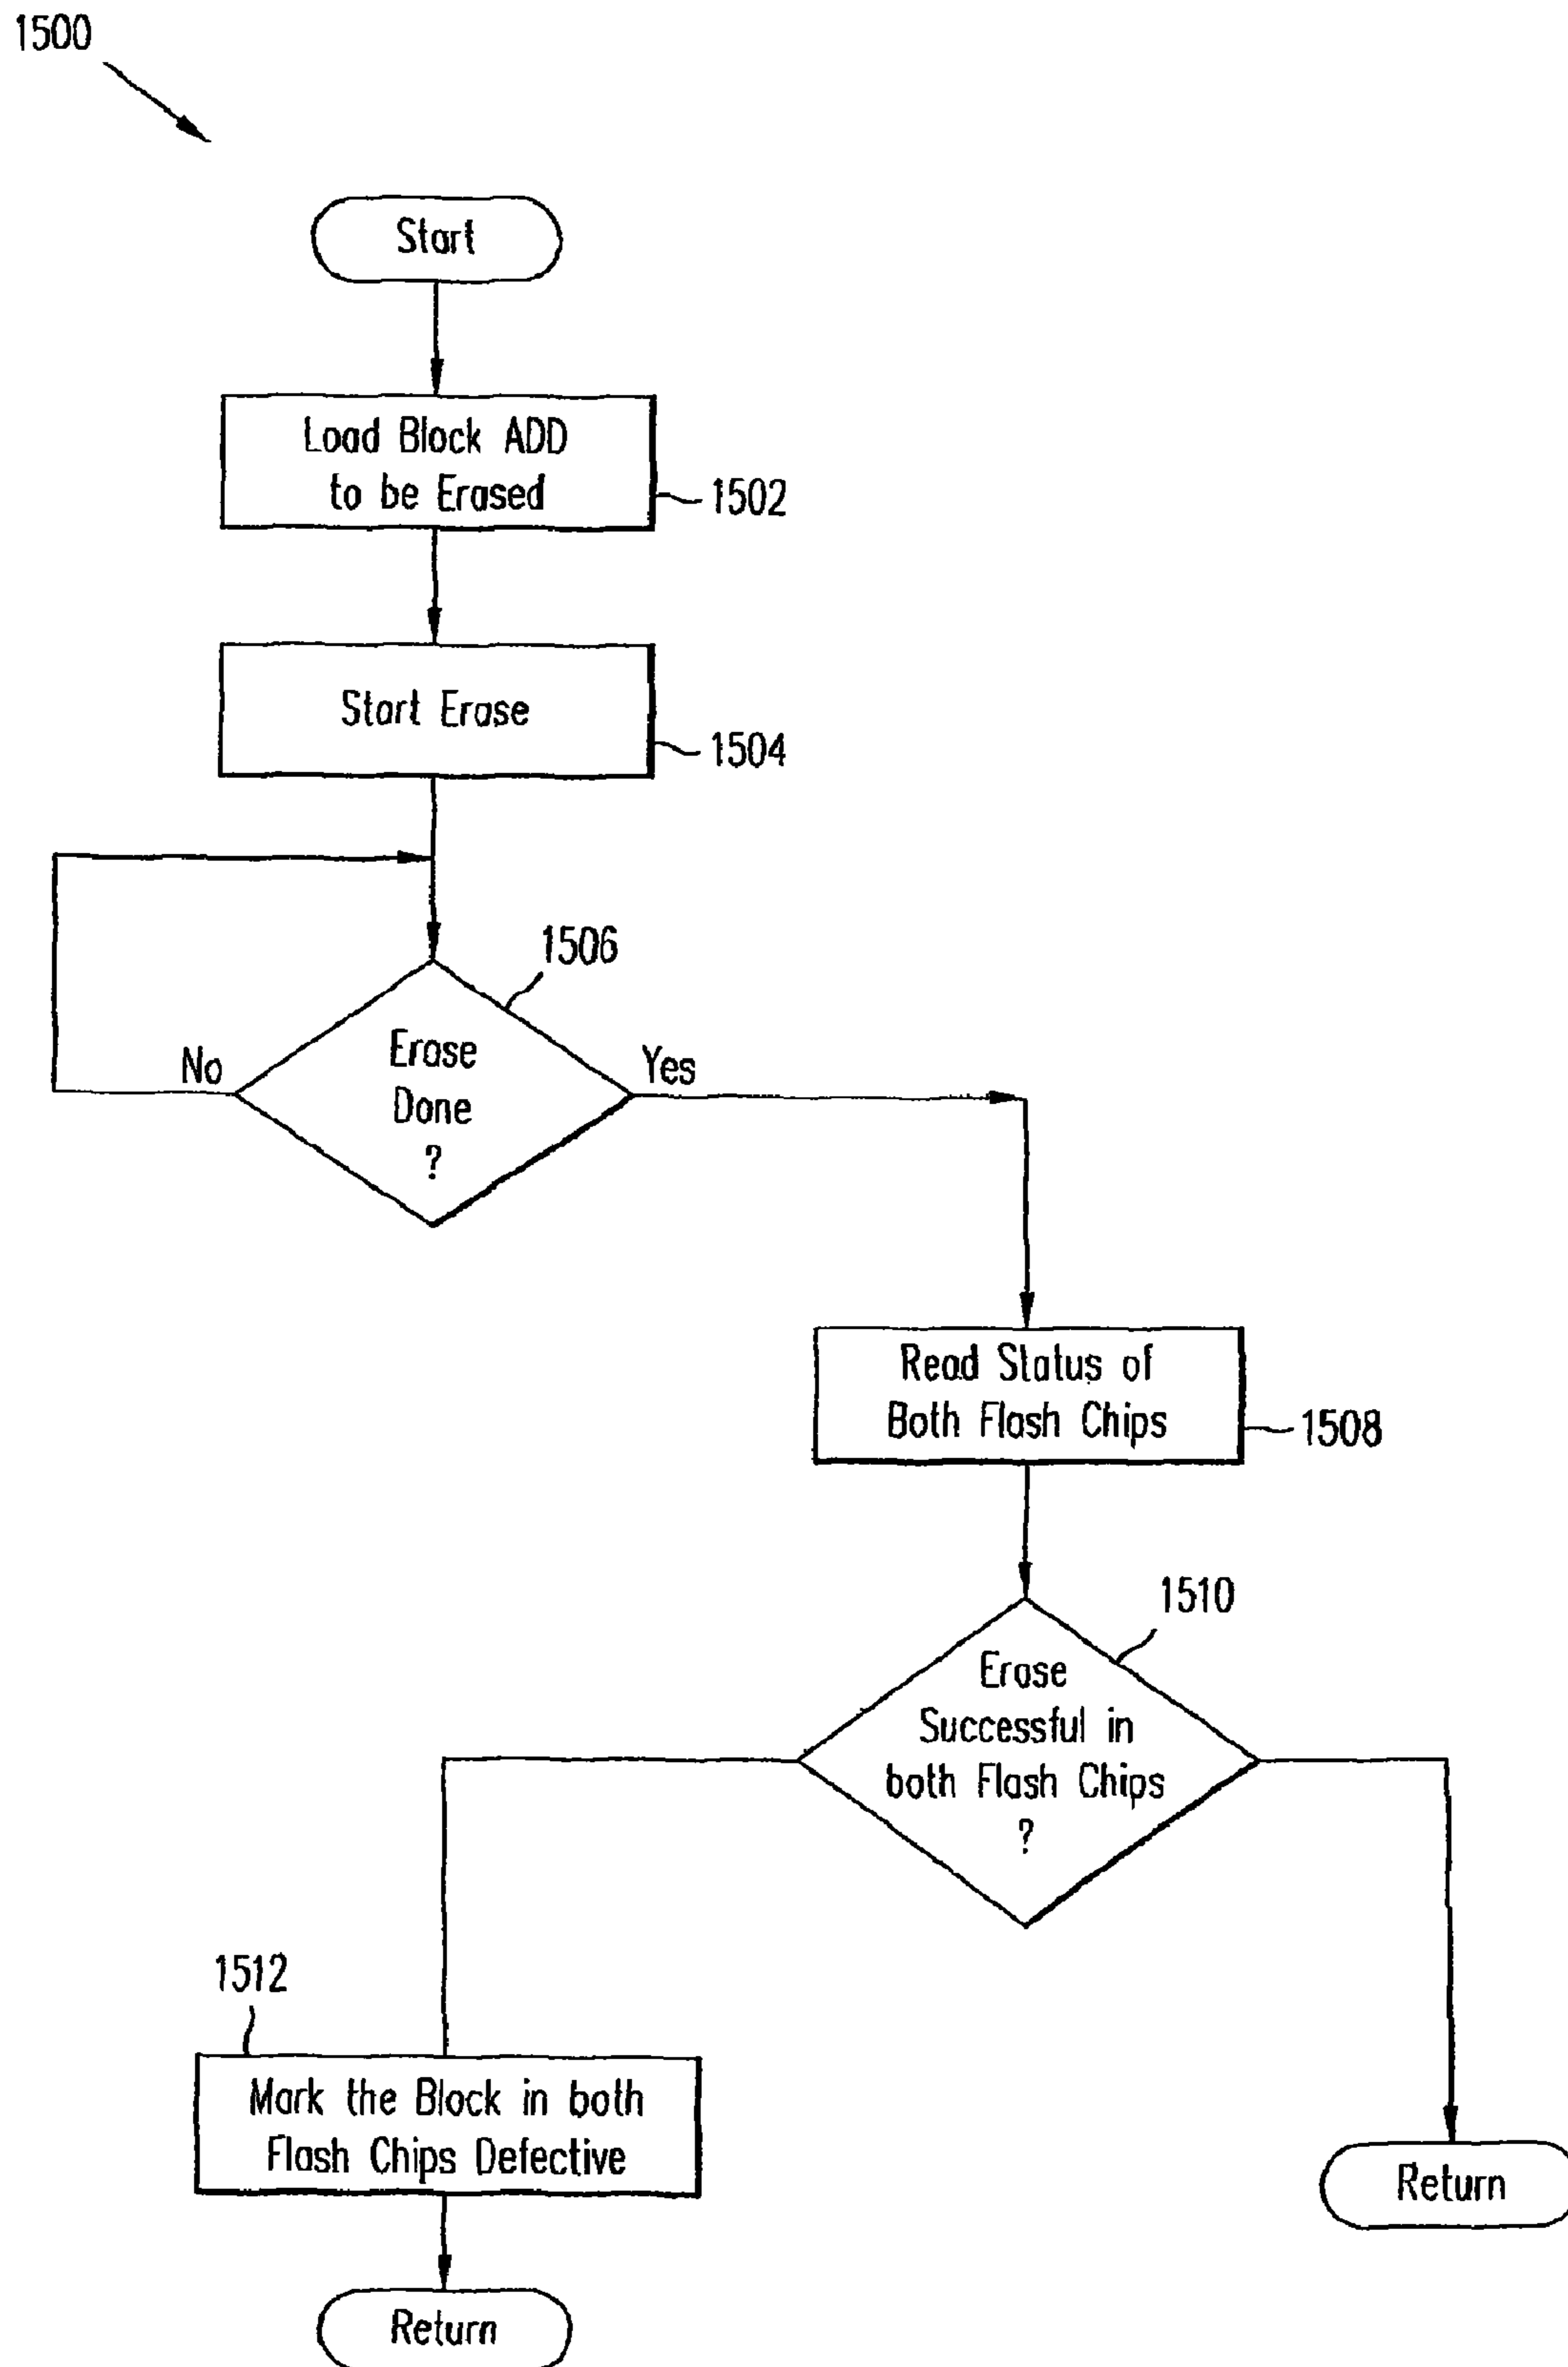 1500
Start
Load Block ADD
to be Erased
1502
Start Erase
1504
1506
Erase
Done
?
No
Yes
Read Status of
Both Flash Chips
1508
1510
Erase
Successful in
both Flash Chips
?
1512
Mark the Block in both
Flash Chips Defective
Return
Return